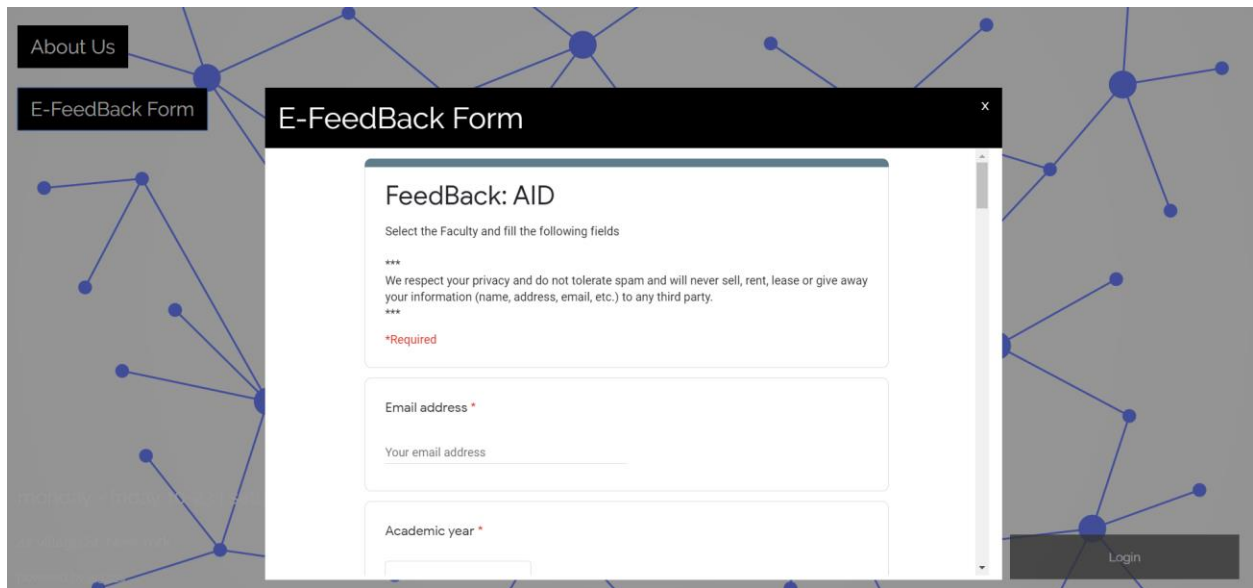 About Us
E-FeedBack Form
E-FeedBack Form
x
FeedBack: AID
Select the Faculty and fill the following fields
***
We respect your privacy and do not tolerate spam and will never sell, rent, lease or give away
your information (name, address, email, etc.) to any third party.
***
*Required
Email address *
Your email address
Academic year *
Login